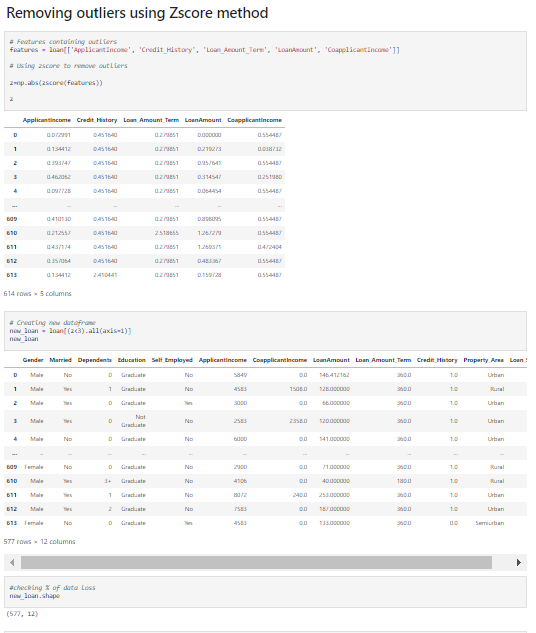 Removing outliers using Zscore method
# Features containing outliers
features = loan[['Applicantincome', 'Credit_History', 'Loan_Amount_Term', 'LoanAmount', 'Coapplicantincome']]
# Using zscore to remove outliers
z=np.abs(zscore(features))
z
Applicantincome Credit_History Loan_Amount_Term LoanAmount Coapplicantincome
0 0.072991 0.451640 0.279851 0.000000 0.554487
1 0.134412 0.451640 0.279851 0.219273 0.038732
2 0.393747 0.451640 0.279851 0.957641 0.554487
3 0.462062 0.451640 0.279851 0.314547 0.251980
4 0.097728 0.451640 0.279851 0.064454 0.554487
... ... ... ... ... ...
609 0.410130 0.451640 0.279851 0.898095 0.554487
610 0.212557 0.451640 2.518655 1.267279 0.554487
611 0.437174 0.451640 0.279851 1.269371 0.472404
612 0.357064 0.451640 0.279851 0.483367 0.554487
613 0.134412 2.410441 0.279851 0.159728 0.554487
614 rows × 5 columns
# Creating new dataframe
new_loan = loan[(z<3).all(axis=1)]
new_loan
Gender Married Dependents Education Self_Employed Applicantincome Coapplicantincome LoanAmount Loan_Amount_Term Credit_History Property_Area Loan_S
0 Male No 0 Graduate No 5849 0.0 146.412162 360.0 1.0 Urban
1 Male Yes 1 Graduate No 4583 1508.0 128.000000 360.0 1.0 Rural
2 Male Yes 0 Graduate Yes 3000 0.0 66.000000 360.0 1.0 Urban
3 Male Yes 0 Not Graduate No 2583 2358.0 120.000000 360.0 1.0 Urban
4 Male No 0 Graduate No 6000 0.0 141.000000 360.0 1.0 Urban
... ... ... ... ... ... ... ... ... ... ... ...
609 Female No 0 Graduate No 2900 0.0 71.000000 360.0 1.0 Rural
610 Male Yes 3+ Graduate No 4106 0.0 40.000000 180.0 1.0 Rural
611 Male Yes 1 Graduate No 8072 240.0 253.000000 360.0 1.0 Urban
612 Male Yes 2 Graduate No 7583 0.0 187.000000 360.0 1.0 Urban
613 Female No 0 Graduate Yes 4583 0.0 133.000000 360.0 0.0 Semiurban
577 rows × 12 columns
#checking % of data loss
new_loan.shape
(577, 12)